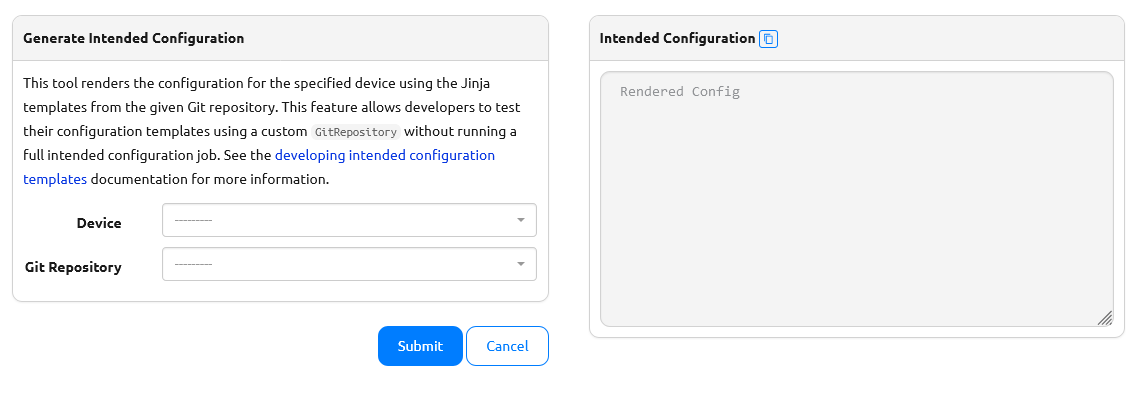 Generate Intended Configuration
This tool renders the configuration for the specified device using the Jinja
templates from the given Git repository. This feature allows developers to test
their configuration templates using a custom GitRepository without running a
full intended configuration job. See the developing intended configuration
templates documentation for more information.
Device
---------
Git Repository
---------
Submit
Cancel
Intended Configuration
Rendered Config